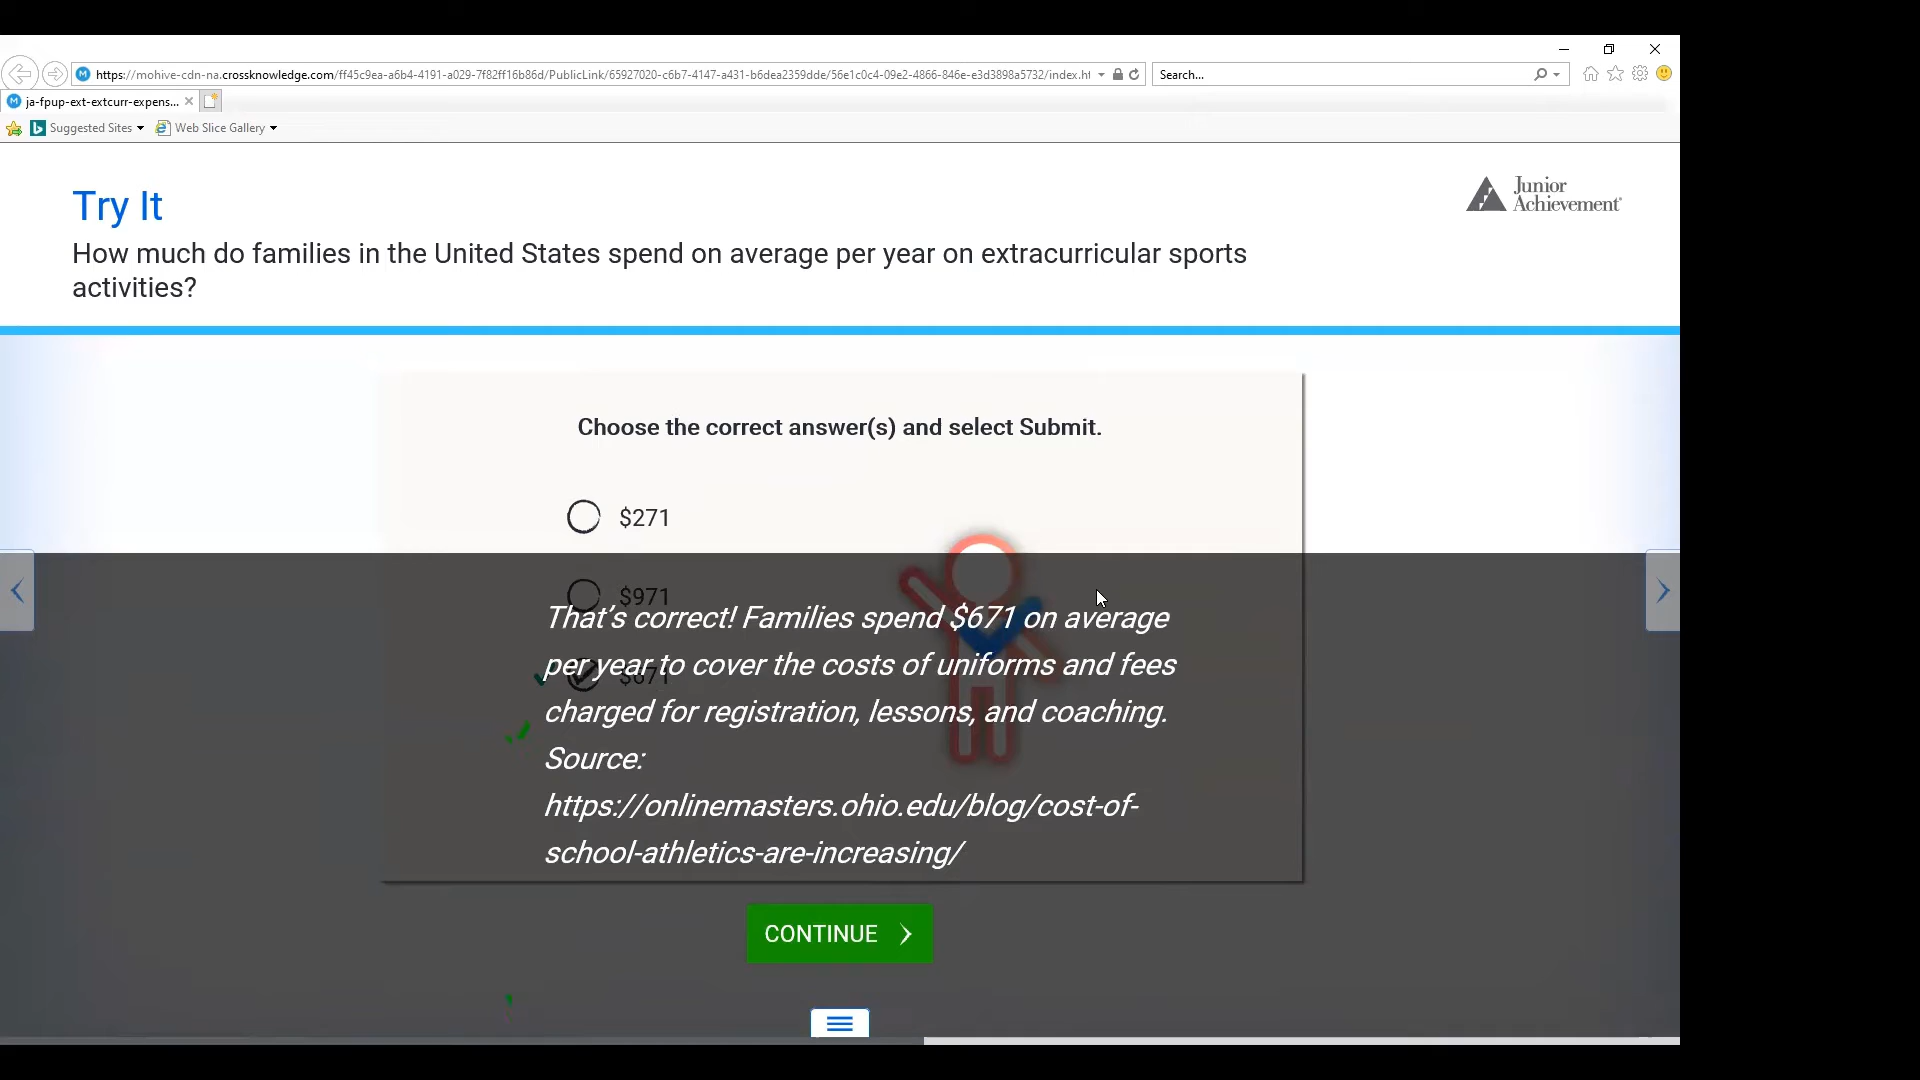 https://mohive-cdn-na.crossknowledge.com/ff45c9ea-a6b4-4191-a029-7f82ff16b86d/PublicLink/65927020-c6b7-4147-a431-b6dea2359dde/56e1c0c4-09e2-4866-846e-e3d3898a5732/index.ht
Search...
ja-fpup-ext-extcurr-expens...
Suggested Sites
Web Slice Gallery
Try It
Junior
Achievement
How much do families in the United States spend on average per year on extracurricular sports
activities?
Choose the correct answer(s) and select Submit.
$271
$971
$671
That's correct! Families spend $671 on average
per year to cover the costs of uniforms and fees
charged for registration, lessons, and coaching.
Source:
https://onlinemasters.ohio.edu/blog/cost-of-
school-athletics-are-increasing/
CONTINUE